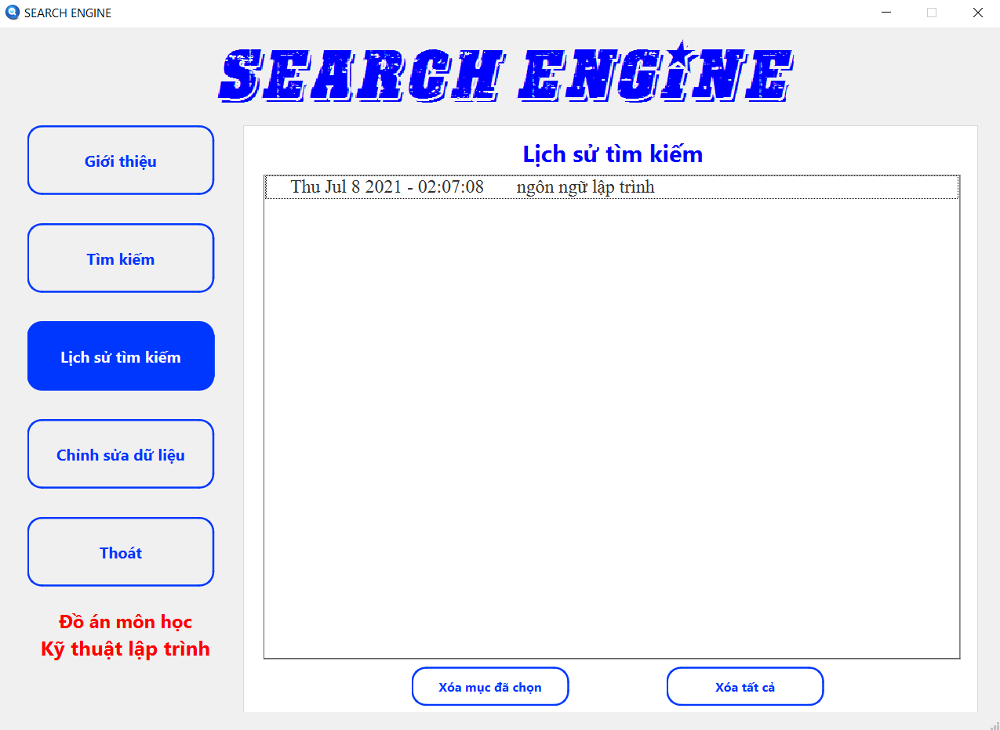 SEARCH ENGINE
SEARCH ENGINE
Giới thiệu
Tìm kiếm
Lịch sử tìm kiếm
Chỉnh sửa dữ liệu
Thoát
Đồ án môn học
Kỹ thuật lập trình
Lịch sử tìm kiếm
Thu Jul 8 2021 - 02:07:08 ngôn ngữ lập trình
Xóa mục đã chọn
Xóa tất cả